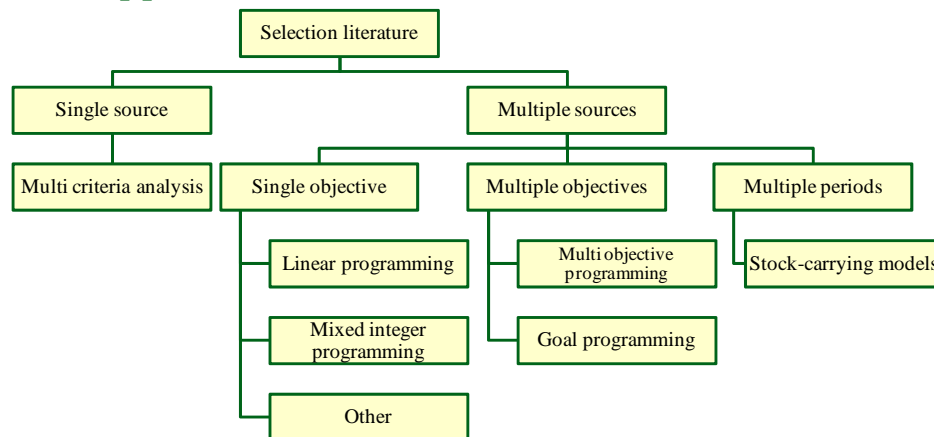 Selection literature
Single source
Multiple sources
Multi criteria analysis
Single objective
Multiple objectives
Multiple periods
Linear programming
Multi objective
programming
Stock-carrying models
Mixed integer
programming
Goal programming
Other